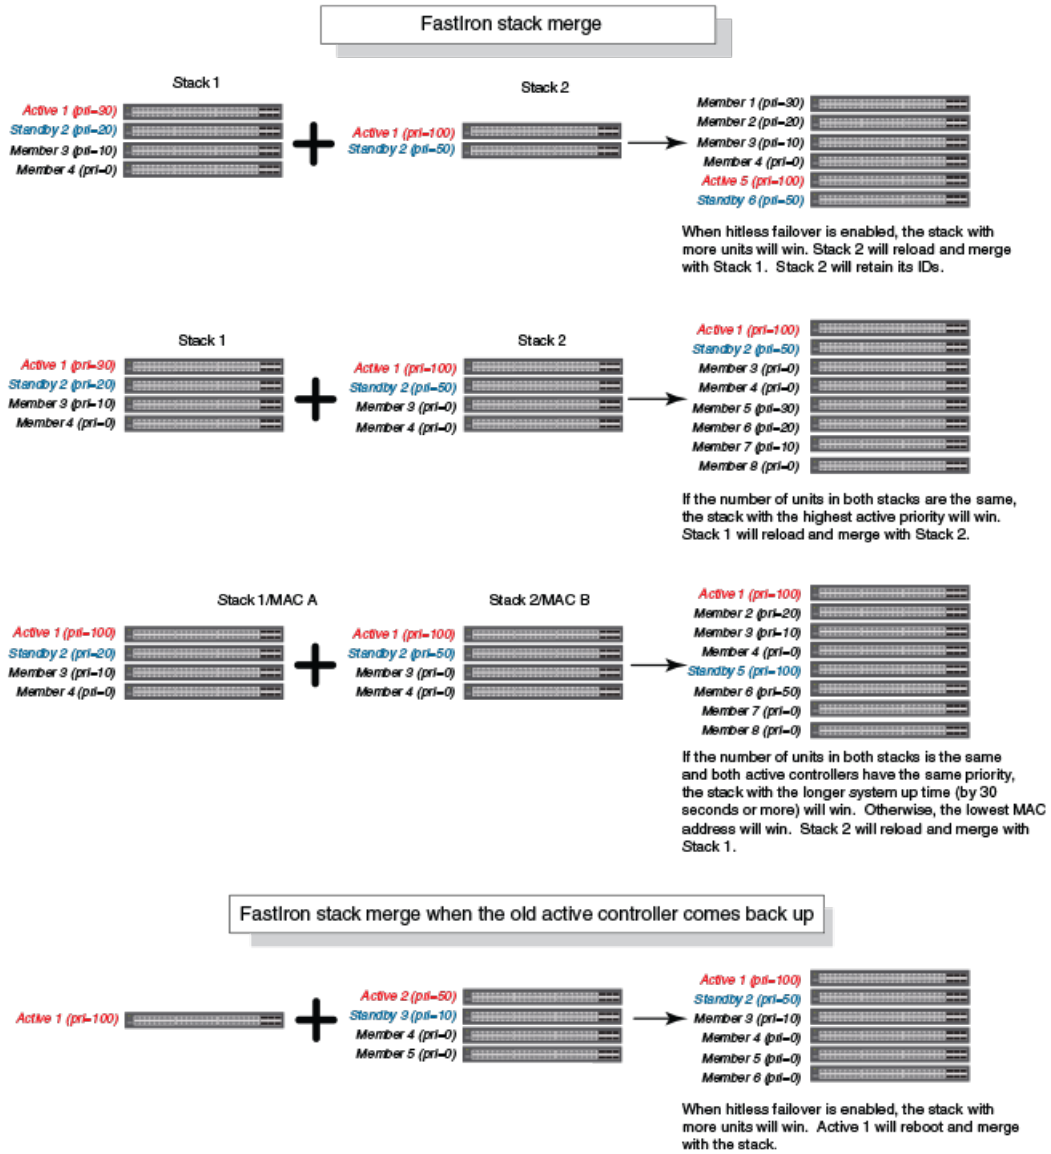 FastIron stack merge
Stack 1
Stack 2
Active 1 (pri=30)
Standby 2 (pri=20)
Member 3 (pri=10)
Member 4 (pri=0)
Active 1 (pri=100)
Standby 2 (pri=50)
Member 1 (pri=30)
Member 2 (pri=20)
Member 3 (pri=10)
Member 4 (pri=0)
Active 5 (pri=100)
Standby 6 (pri=50)
When hitless failover is enabled, the stack with
more units will win. Stack 2 will reload and merge
with Stack 1. Stack 2 will retain its IDs.
Stack 1
Stack 2
Active 1 (pri=30)
Standby 2 (pri=20)
Member 3 (pri=10)
Member 4 (pri=0)
Active 1 (pri=100)
Standby 2 (pri=50)
Member 3 (pri=0)
Member 4 (pri=0)
Active 1 (pri=100)
Standby 2 (pri=50)
Member 3 (pri=0)
Member 4 (pri=0)
Member 5 (pri=30)
Member 6 (pri=20)
Member 7 (pri=10)
Member 8 (pri=0)
If the number of units in both stacks are the same,
the stack with the highest active priority will win.
Stack 1 will reload and merge with Stack 2.
Stack 1/MAC A
Stack 2/MAC B
Active 1 (pri=100)
Standby 2 (pri=20)
Member 3 (pri=10)
Member 4 (pri=0)
Active 1 (pri=100)
Standby 2 (pri=50)
Member 3 (pri=0)
Member 4 (pri=0)
Active 1 (pri=100)
Member 2 (pri=20)
Member 3 (pri=10)
Member 4 (pri=0)
Standby 5 (pri=100)
Member 6 (pri=50)
Member 7 (pri=0)
Member 8 (pri=0)
If the number of units in both stacks is the same
and both active controllers have the same priority,
the stack with the longer system up time (by 30
seconds or more) will win. Otherwise, the lowest MAC
address will win. Stack 2 will reload and merge with
Stack 1.
FastIron stack merge when the old active controller comes back up
Active 1 (pri=100)
Active 2 (pri=50)
Standby 3 (pri=10)
Member 4 (pri=0)
Member 5 (pri=0)
Active 1 (pri=100)
Standby 2 (pri=50)
Member 3 (pri=10)
Member 4 (pri=0)
Member 5 (pri=0)
Member 6 (pri=0)
When hitless failover is enabled, the stack with
more units will win. Active 1 will reboot and merge
with the stack.